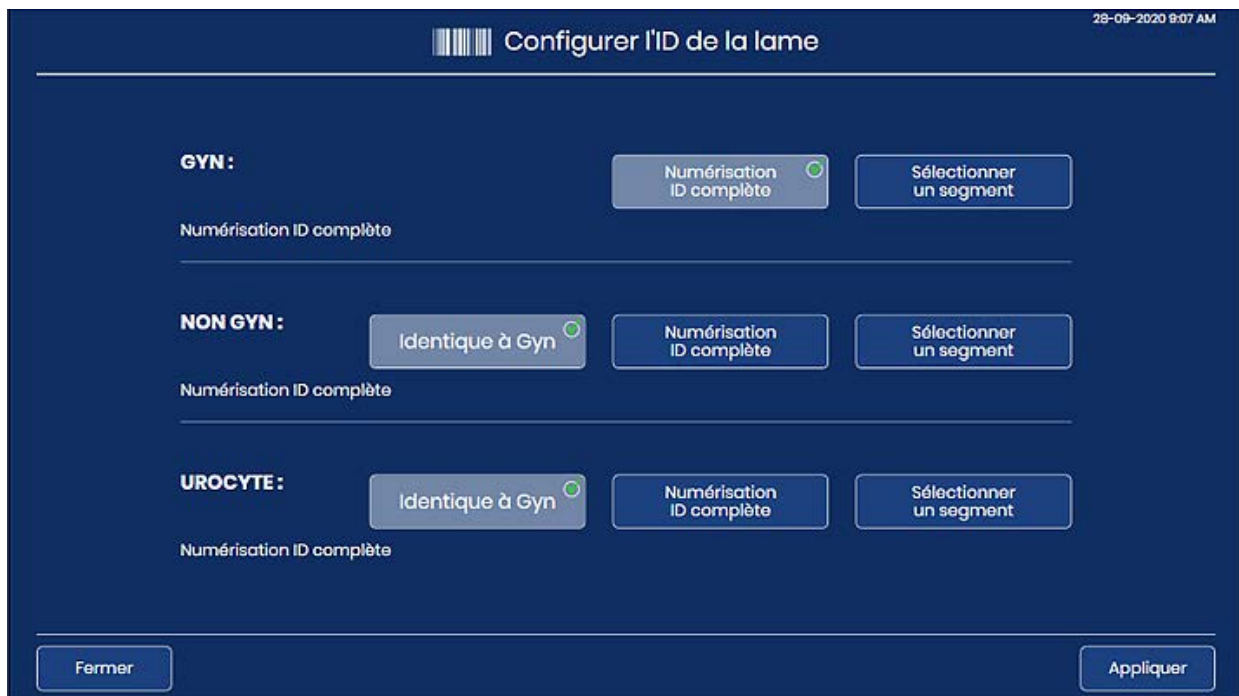 28-09-2020 9:07 AM
Configurer l'ID de la lame
GYN :
Numérisation
ID complète
Sélectionner
un segment
Numérisation ID complète
NON GYN :
Identique à Gyn
Numérisation
ID complète
Sélectionner
un segment
Numérisation ID complète
UROCYTE :
Identique à Gyn
Numérisation
ID complète
Sélectionner
un segment
Numérisation ID complète
Fermer
Appliquer